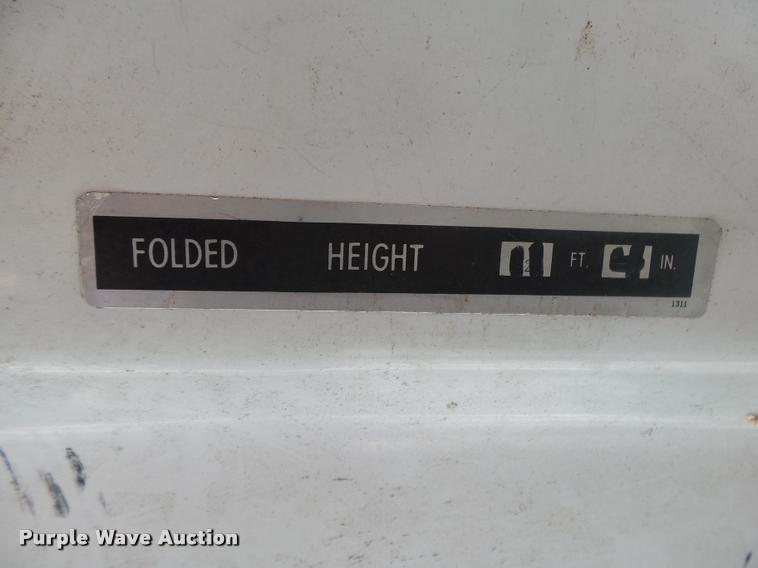 FOLDED HEIGHT FT. IN.
1311
Purple Wave Auction